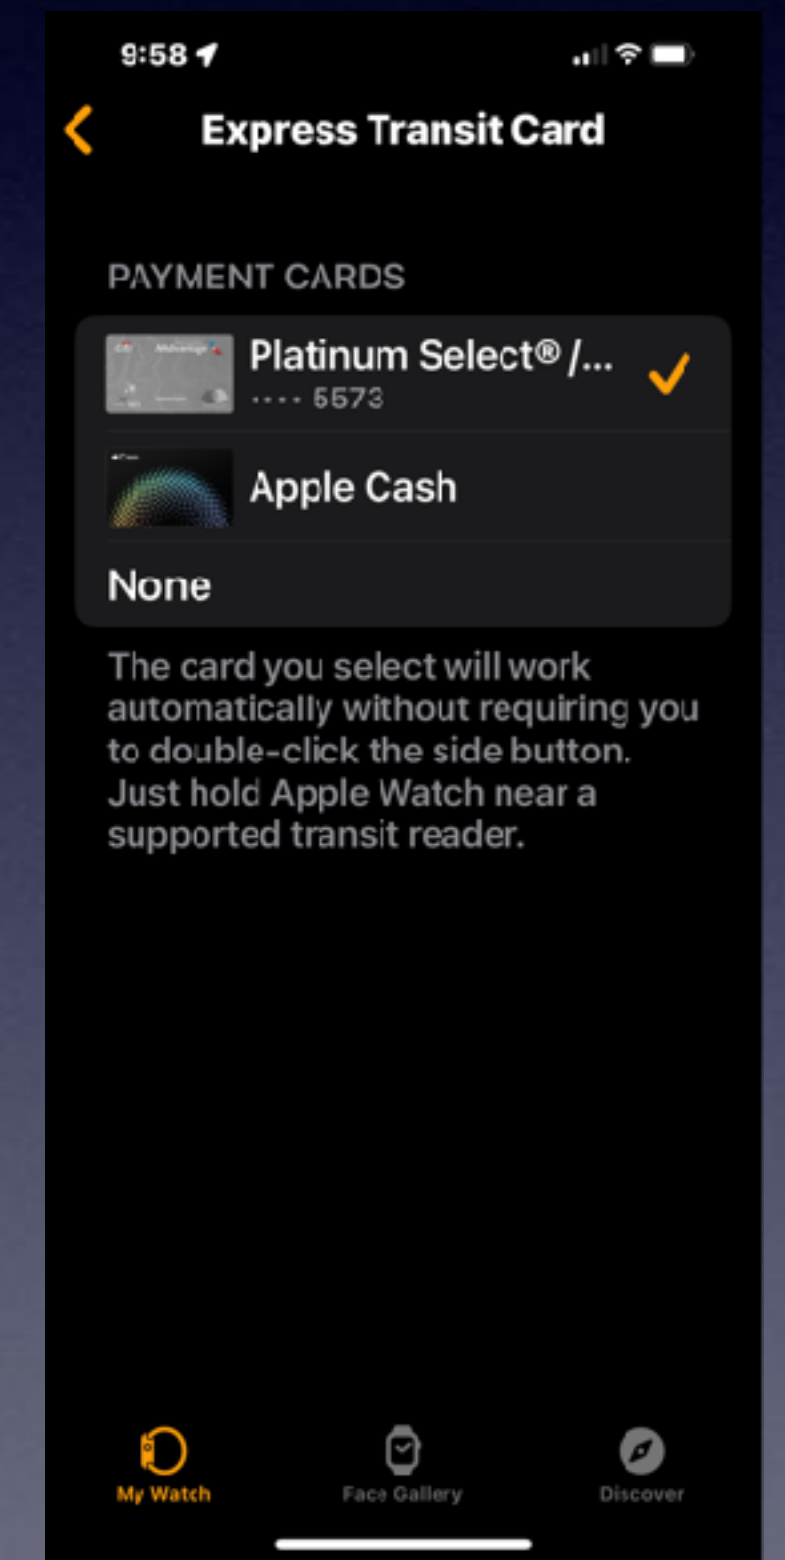 9:58
Express Transit Card
PAYMENT CARDS
Platinum Select® /...
···· 5573
Apple Cash
None
The card you select will work
automatically without requiring you
to double-click the side button.
Just hold Apple Watch near a
supported transit reader.
My Watch
Face Gallery
Discover